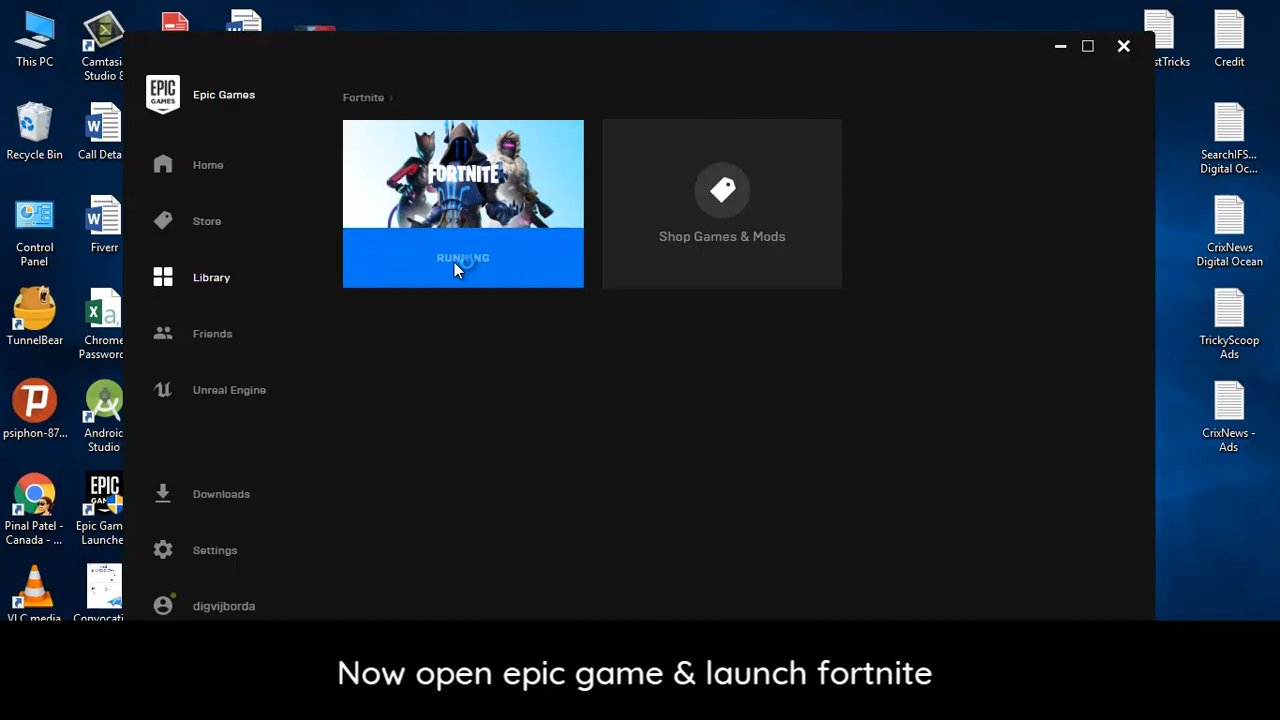 This PC
Camtasia
Studio 8
Recycle Bin
Call Deta
Control
Panel
Fiverr
TunnelBear
Chrome
Password
psiphon-87...
Android
Studio
Pinal Patel -
Canada - ...
Epic Gam
Launche
VLC media
Convocati
EPIC
GAMES
Epic Games
Home
Store
Library
Friends
Unreal Engine
Downloads
Settings
digvijborda
Fortnite ›
FORTNITE
RUNNING
Shop Games & Mods
stTricks
Credit
SearchIFS...
Digital Oc...
CrixNews
Digital Ocean
TrickyScoop
Ads
CrixNews -
Ads
Now open epic game & launch fortnite